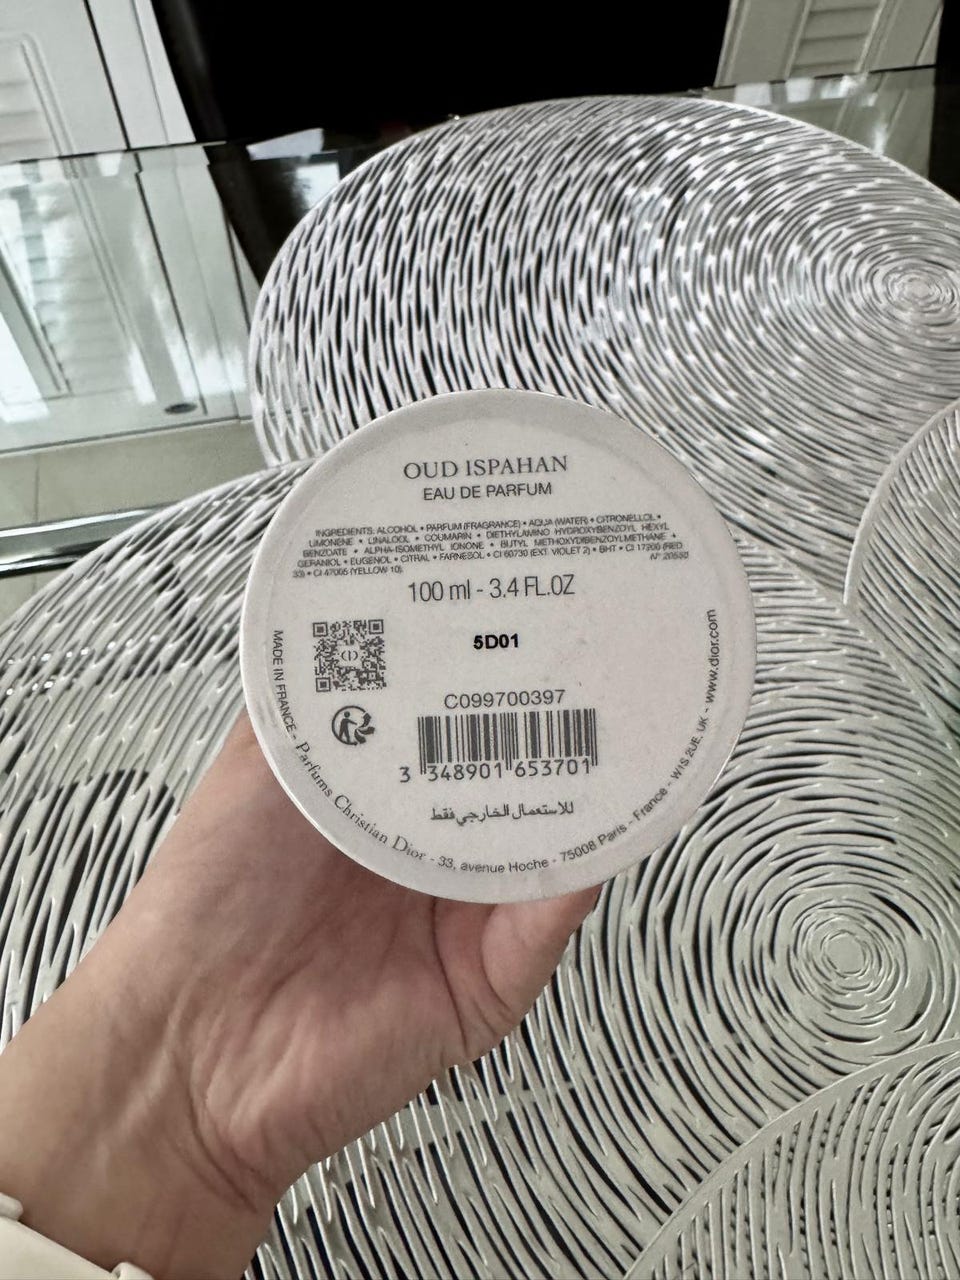 OUD ISPAHAN
EAU DE PARFUM
INGREDIENTS: ALCOHOL • PARFUM (FRAGRANCE) • AQUA (WATER) • CITRONELLOL •
LIMONENE • LINALOOL • COUMARIN • DIETHYLAMINO HYDROXYBENZOYL HEXYL
BENZOATE • ALPHA-ISOMETHYL IONONE • BUTYL METHOXYDIBENZOYLMETHANE •
GERANIOL • EUGENOL • CITRAL • FARNESOL • CI 60730 (EXT. VIOLET 2) • BHT • CI 17200 (RED
33) • CI 47005 (YELLOW 10).
N° 20550
100 ml - 3.4 FL.OZ
5D01
C099700397
3 348901 653701
للاستعمال الخارجي فقط
MADE IN FRANCE - Parfums Christian Dior - 33, avenue Hoche - 75008 Paris - France - W1S 2UE. UK - www.dior.com